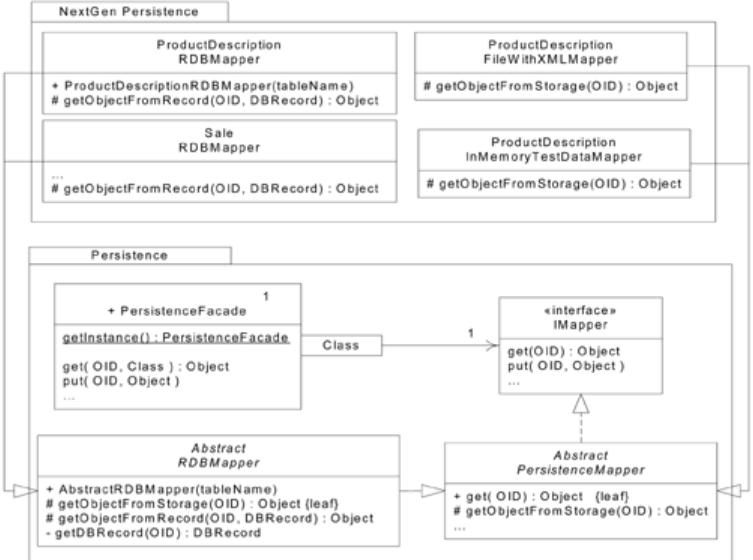 NextGen Persistence
ProductDescription
RDBMapper
+ ProductDescriptionRDBMapper(tableName)
# getObjectFromRecord(OID, DBRecord) : Object
ProductDescription
FileWithXMLMapper
# getObjectFromStorage(OID) : Object
Sale
RDBMapper
...
# getObjectFromRecord(OID, DBRecord) : Object
ProductDescription
InMemoryTestDataMapper
# getObjectFromStorage(OID) : Object
Persistence
1
+ PersistenceFacade
getInstance() : PersistenceFacade
get( OID, Class ) : Object
put( OID, Object )
...
Class
1
«interface»
IMapper
get(OID) : Object
put( OID, Object )
...
Abstract
RDBMapper
+ AbstractRDBMapper(tableName)
# getObjectFromStorage(OID) : Object {leaf}
# getObjectFromRecord(OID, DBRecord) : Object
- getDBRecord(OID) : DBRecord
Abstract
PersistenceMapper
+ get( OID) : Object {leaf}
# getObjectFromStorage(OID) : Object
...